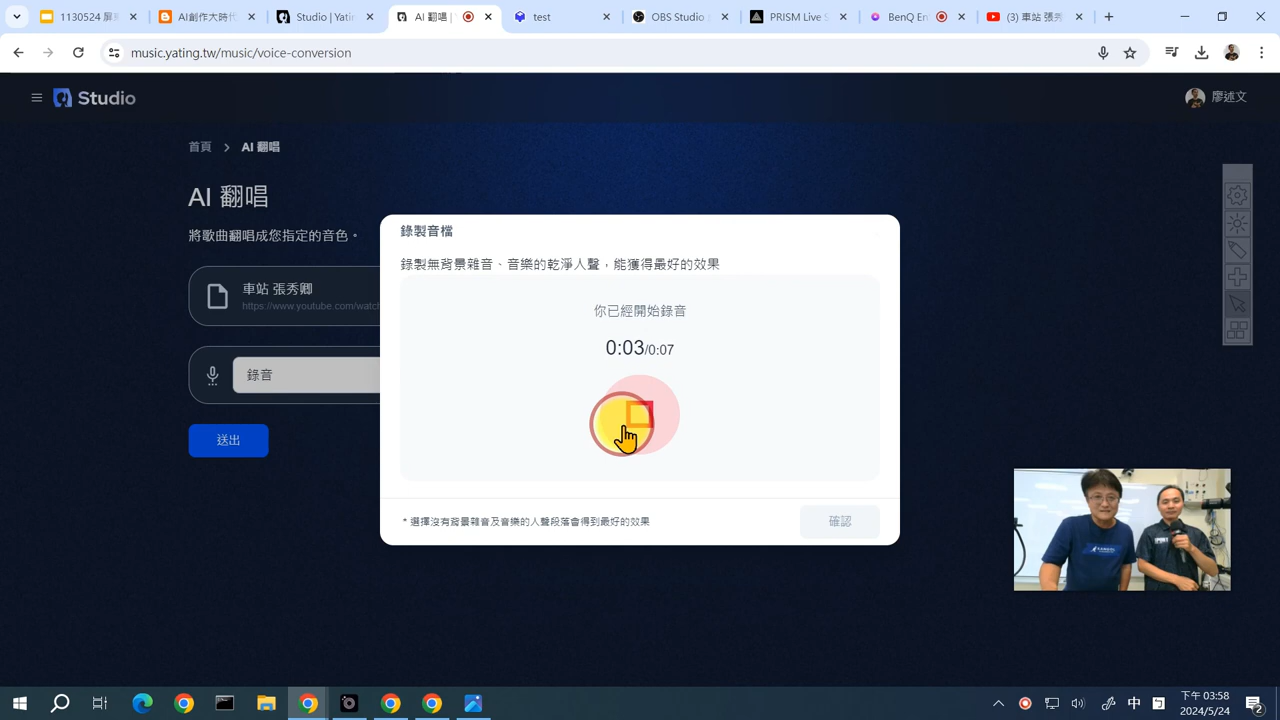 1130524 屏東
AI創作大時代
Studio | Yatin
AI 翻唱 |
test
OBS Studio
PRISM Live S
BenQ En
(3) 車站 張秀
music.yating.tw/music/voice-conversion
Studio
廖述文
首頁 > AI 翻唱
AI 翻唱
將歌曲翻唱成您指定的音色。
車站 張秀卿
https://www.youtube.com/watch
錄音
送出
錄製音檔
錄製無背景雜音、音樂的乾淨人聲，能獲得最好的效果
你已經開始錄音
0:03/0:07
* 選擇沒有背景雜音及音樂的人聲段落會得到最好的效果
確認
中
下午 03:58
2024/5/24
2